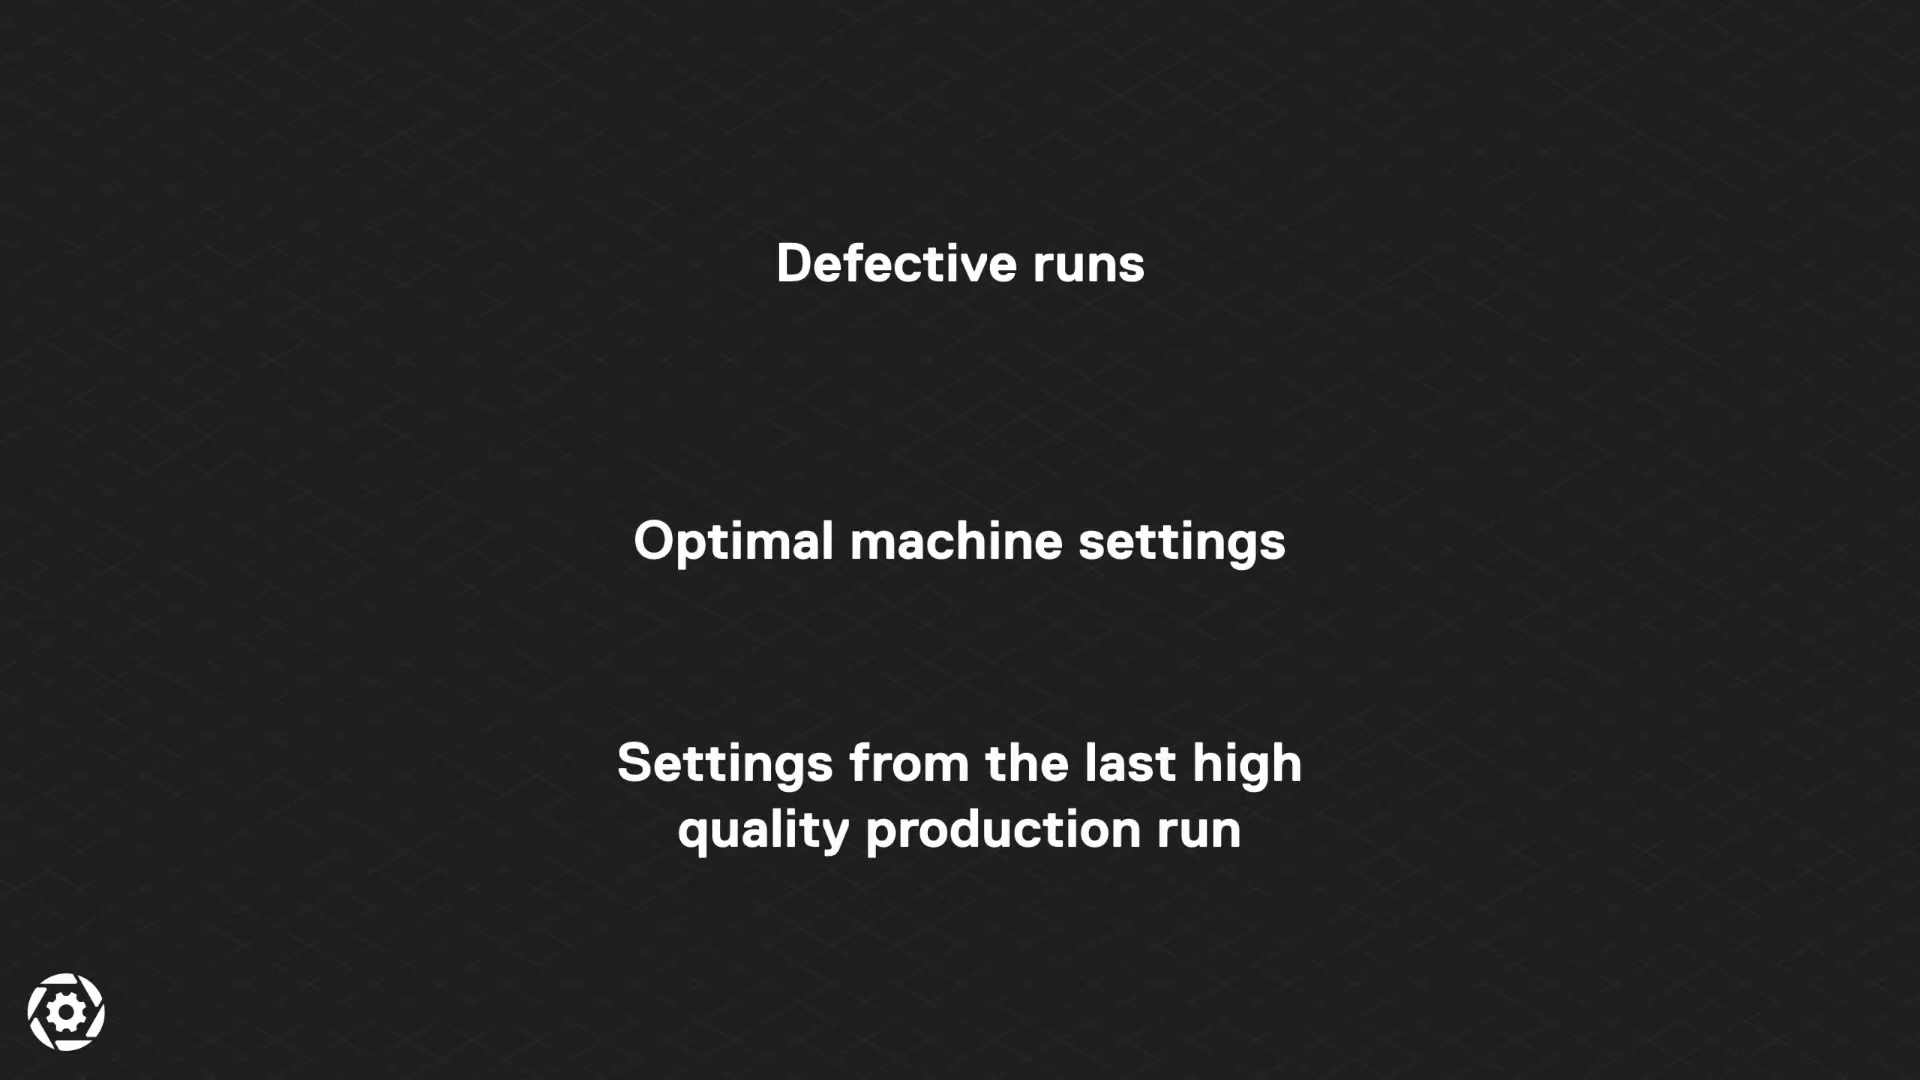 Defective runs
Optimal machine settings
Settings from the last high
quality production run